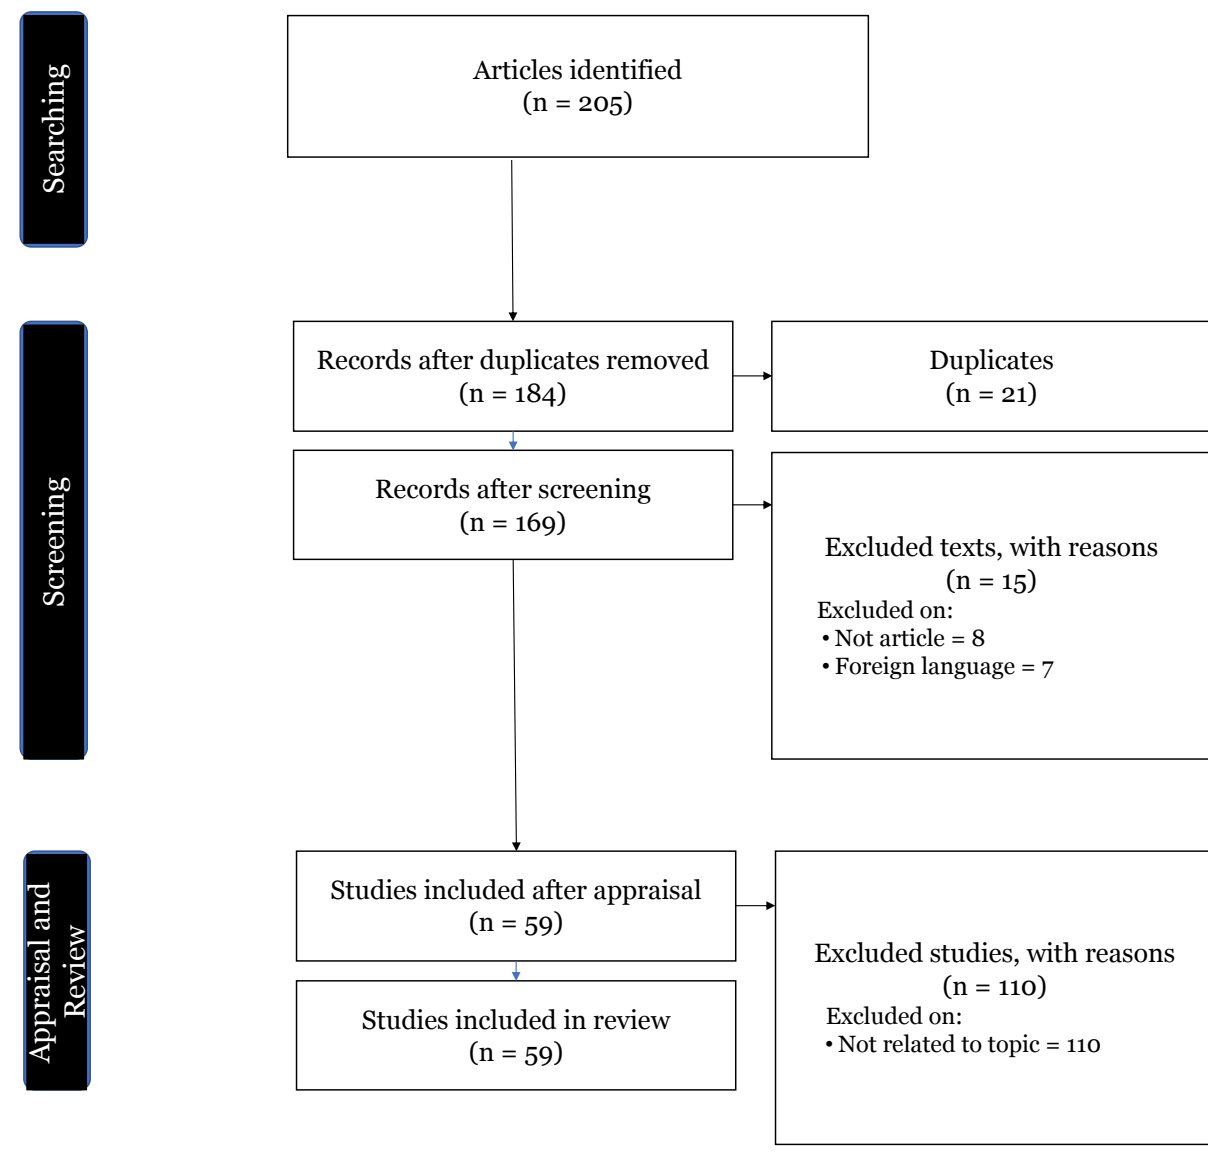 Searching
Articles identified
(n = 205)
Screening
Records after duplicates removed
(n = 184)
Duplicates
(n = 21)
Records after screening
(n = 169)
Excluded texts, with reasons
(n = 15)
Excluded on:
• Not article = 8
• Foreign language = 7
Appraisal and
Review
Studies included after appraisal
(n = 59)
Excluded studies, with reasons
(n = 110)
Excluded on:
• Not related to topic = 110
Studies included in review
(n = 59)